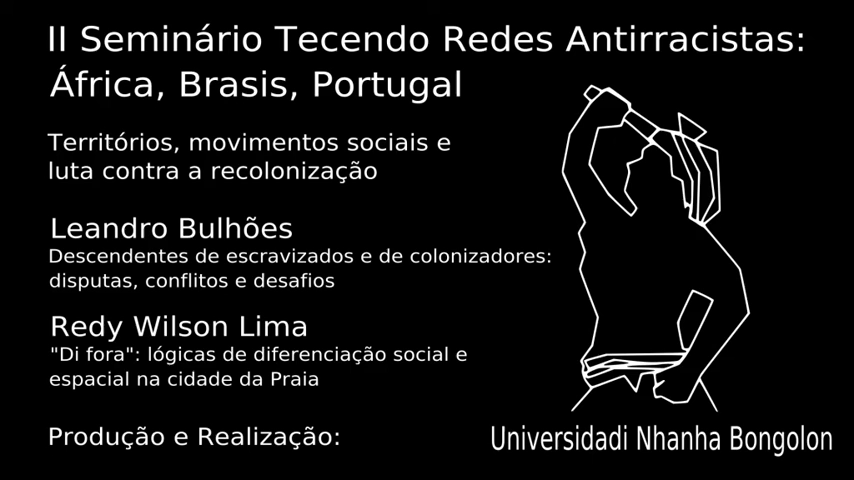 II Seminário Tecendo Redes Antirracistas:
África, Brasis, Portugal
Territórios, movimentos sociais e
luta contra a recolonização
Leandro Bulhões
Descendentes de escravizados e de colonizadores:
disputas, conflitos e desafios
Redy Wilson Lima
"Di fora": lógicas de diferenciação social e
espacial na cidade da Praia
Produção e Realização:
Universidadi Nhanha Bongolon